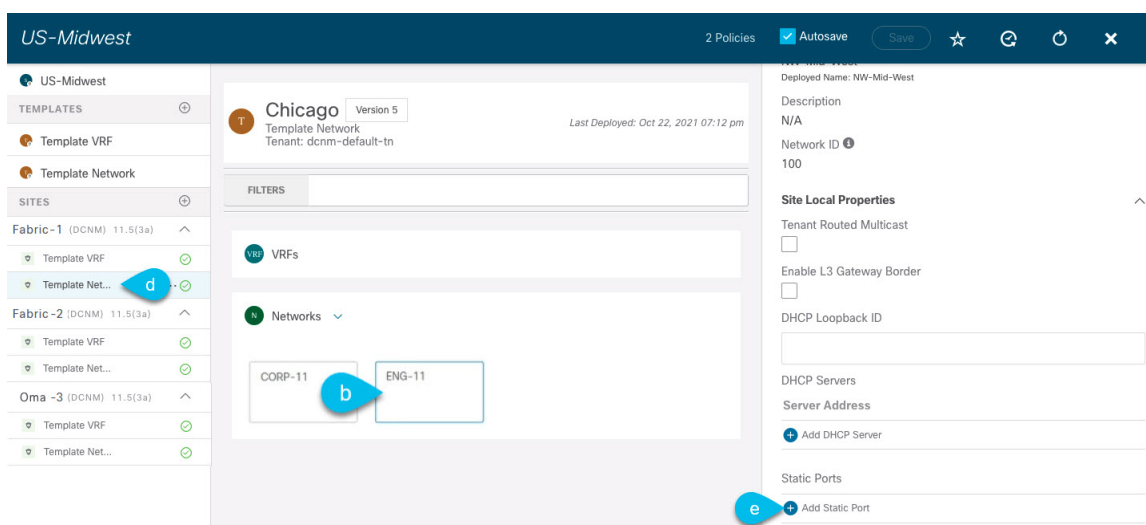 US-Midwest
2 Policies
Autosave
Save
US-Midwest
TEMPLATES
Template VRF
Template Network
SITES
Fabric-1 (DCNM) 11.5(3a)
Template VRF
Template Net...
d
Fabric-2 (DCNM) 11.5(3a)
Template VRF
Template Net...
Oma -3 (DCNM) 11.5(3a)
Template VRF
Template Net...
T
Chicago
Version 5
Template Network
Tenant: dcnm-default-tn
Last Deployed: Oct 22, 2021 07:12 pm
FILTERS
VRF
VRFs
N
Networks
CORP-11
b
ENG-11
NW-Mid-West
Deployed Name: NW-Mid-West
Description
N/A
Network ID
100
Site Local Properties
Tenant Routed Multicast
Enable L3 Gateway Border
DHCP Loopback ID
DHCP Servers
Server Address
Add DHCP Server
Static Ports
e
Add Static Port